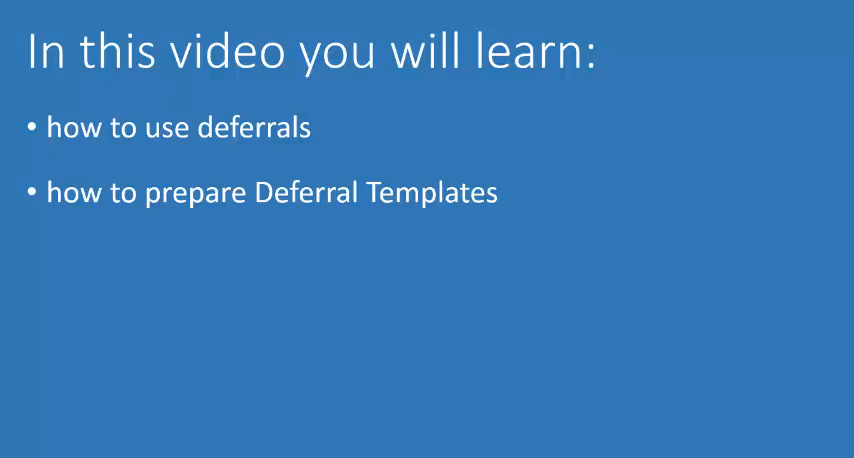 In this video you will learn:
• how to use deferrals
• how to prepare Deferral Templates